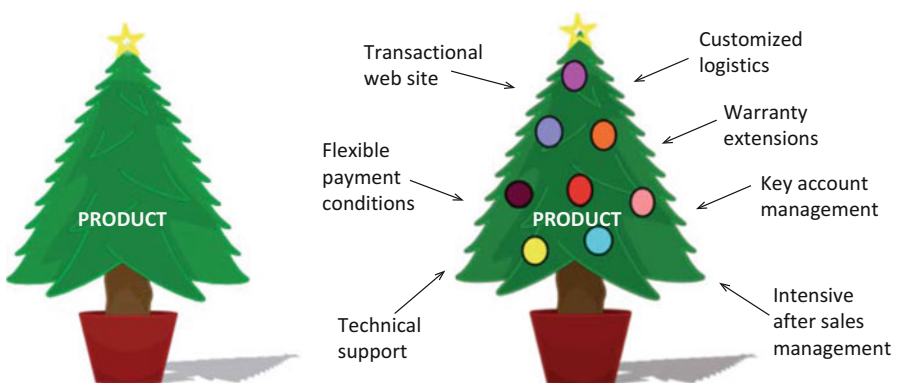 PRODUCT
Transactional
web site
Flexible
payment
conditions
Technical
support
PRODUCT
Customized
logistics
Warranty
extensions
Key account
management
Intensive
after sales
management